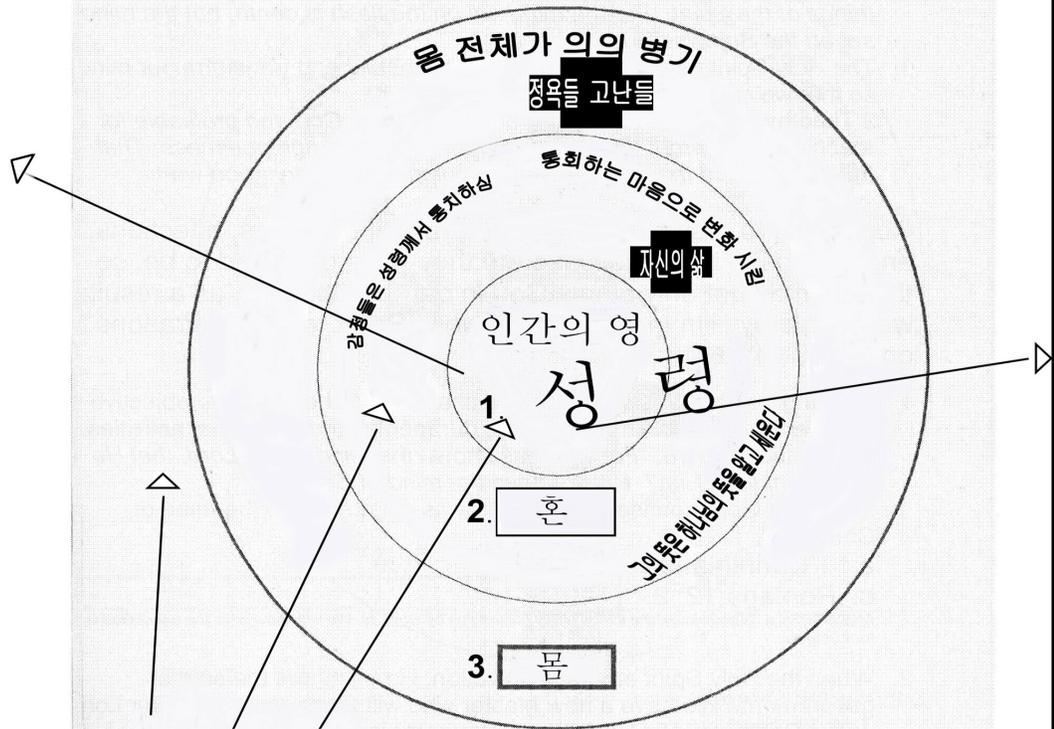 몸 전체가 의의 병기
정욕들 고난들
통회하는 마음으로 변화 시킴
감정들은 성령께서 통치하심
자신의 삶
인간의 영
성 령
1.
그의 뜻은 하나님의 뜻을 알고 새운다
2. 혼
3. 몸